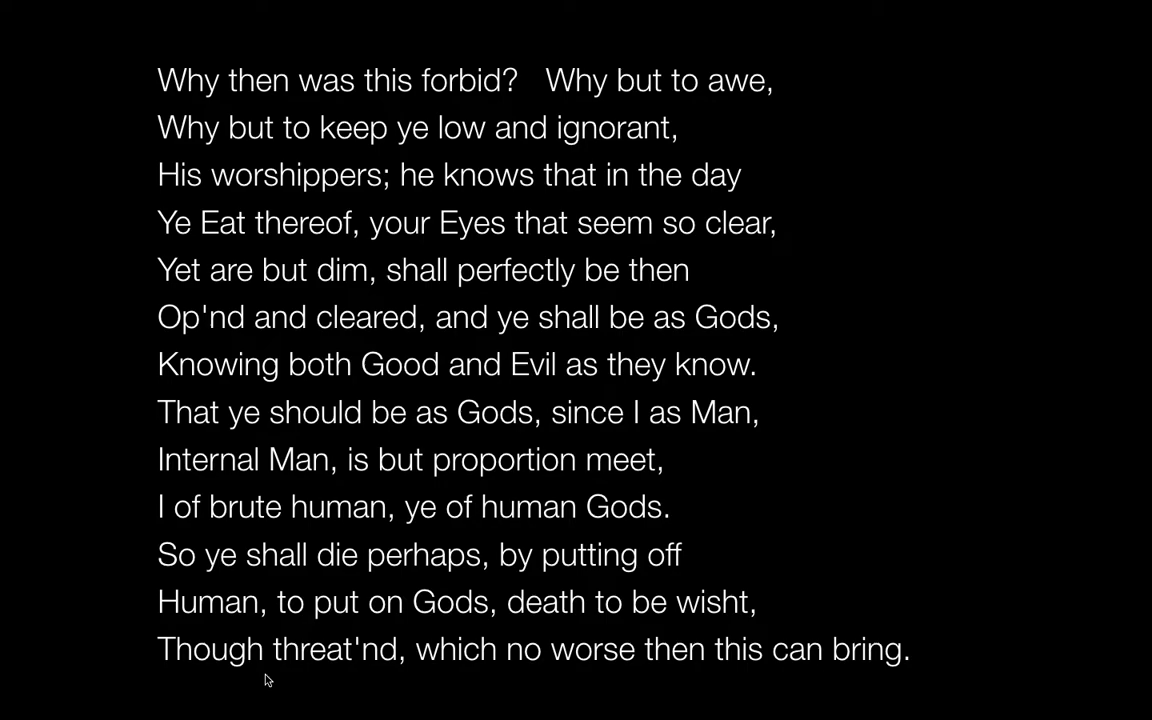 Why then was this forbid?   Why but to awe,
Why but to keep ye low and ignorant,
His worshippers; he knows that in the day
Ye Eat thereof, your Eyes that seem so clear,
Yet are but dim, shall perfectly be then
Op'nd and cleared, and ye shall be as Gods,
Knowing both Good and Evil as they know.
That ye should be as Gods, since I as Man,
Internal Man, is but proportion meet,
I of brute human, ye of human Gods.
So ye shall die perhaps, by putting off
Human, to put on Gods, death to be wisht,
Though threat'nd, which no worse then this can bring.